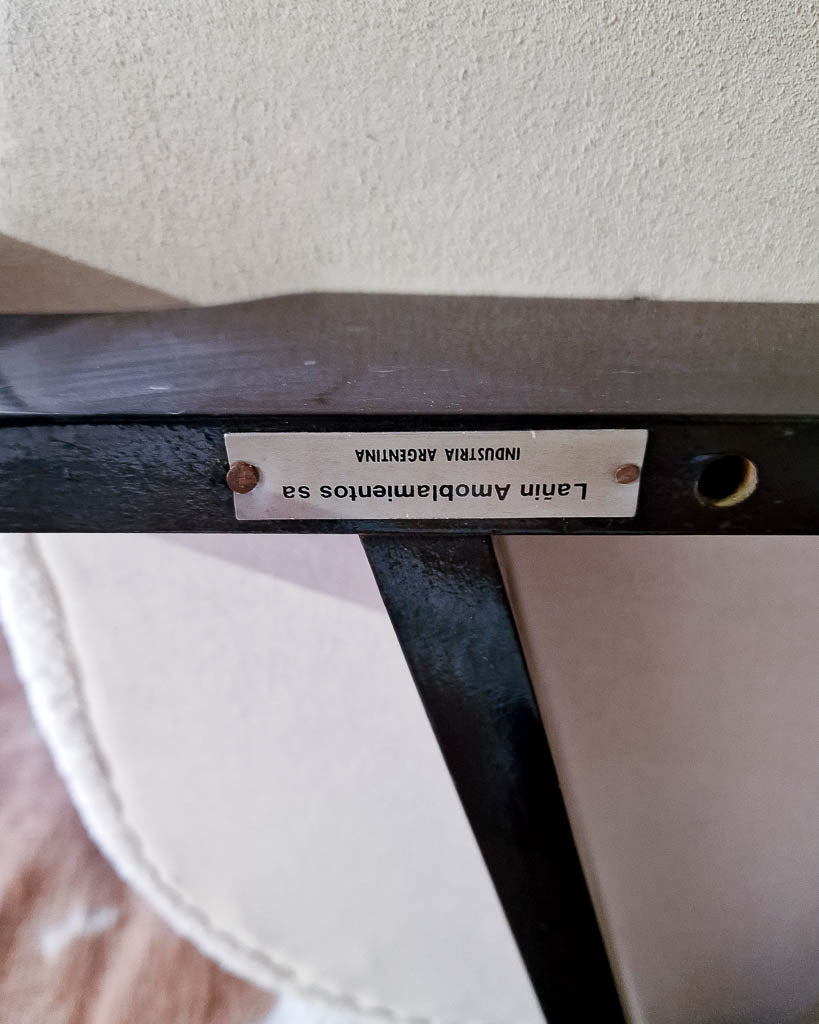 Lañin Amoblamientos sa
INDUSTRIA ARGENTINA